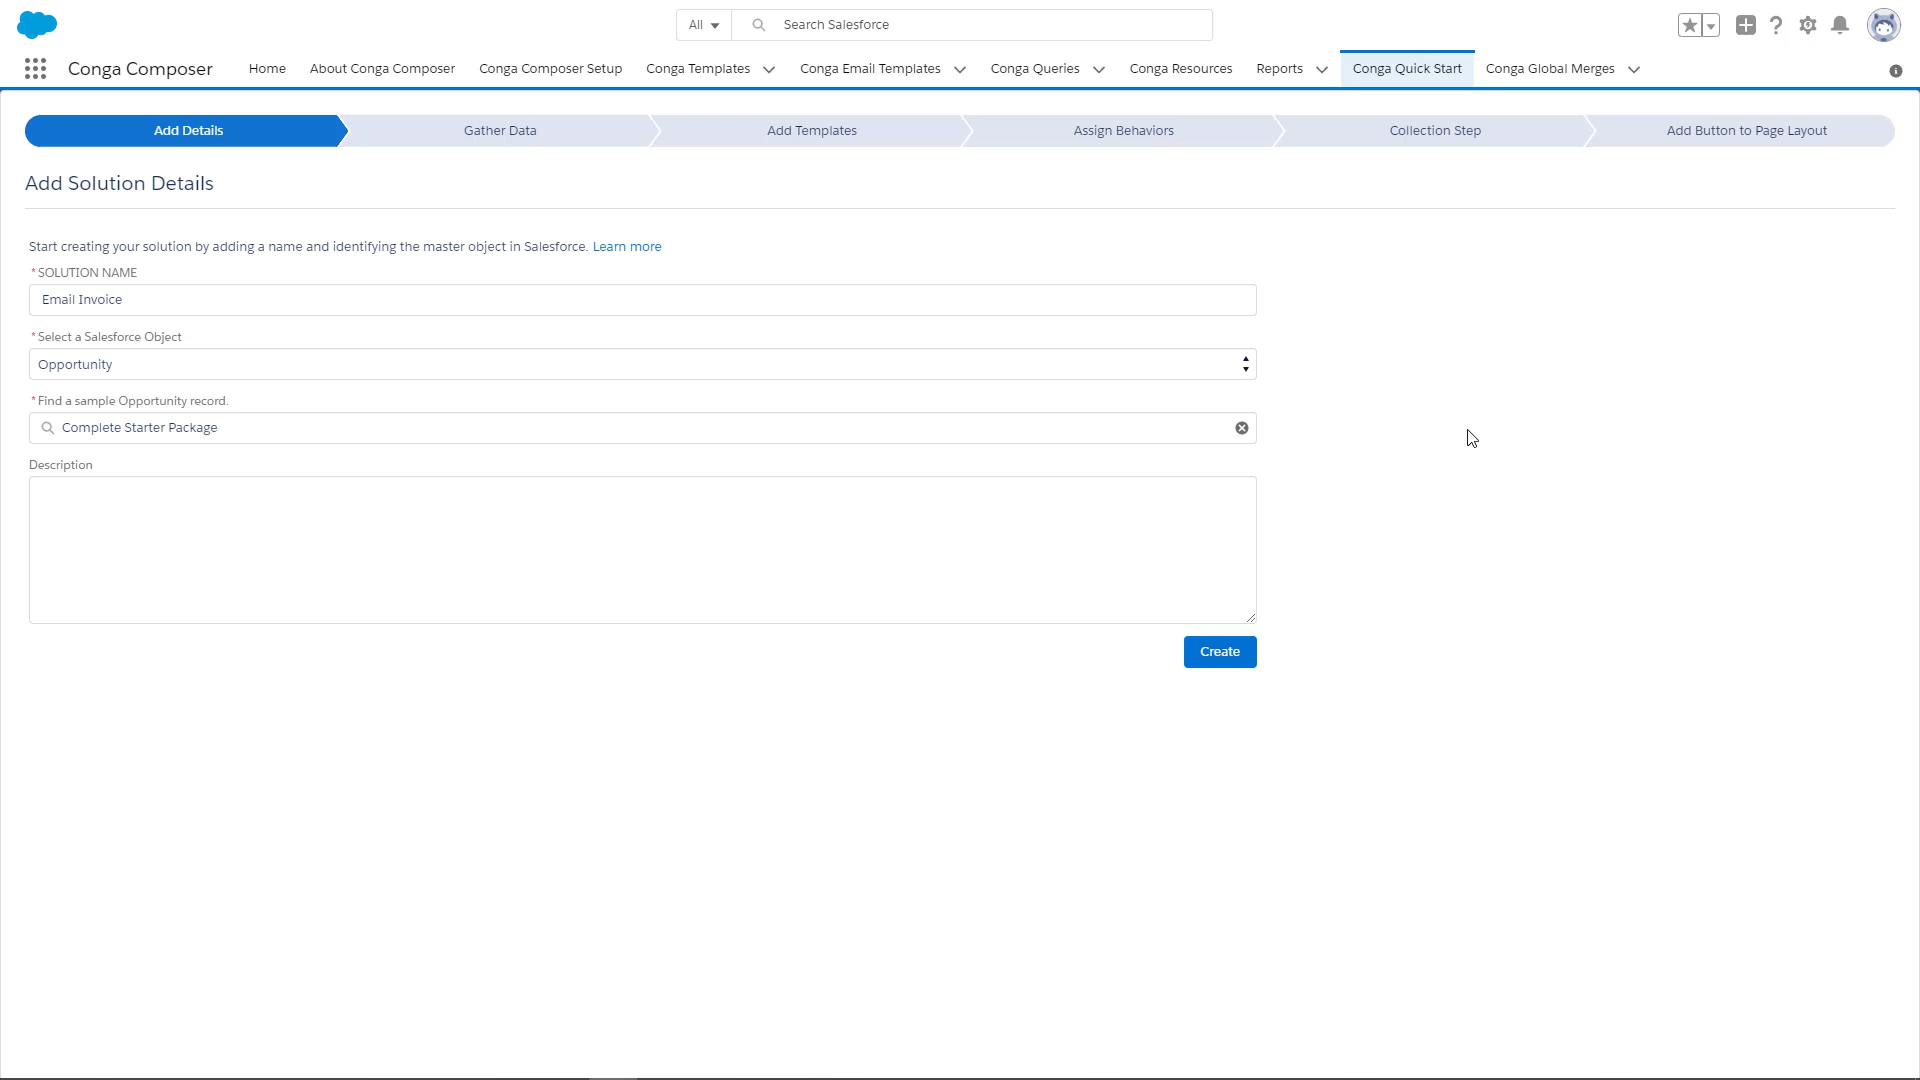 All Search Salesforce
Conga Composer Home About Conga Composer Conga Composer Setup Conga Templates Conga Email Templates Conga Queries Conga Resources Reports Conga Quick Start Conga Global Merges
Add Details Gather Data Add Templates Assign Behaviors Collection Step Add Button to Page Layout
Add Solution Details
Start creating your solution by adding a name and identifying the master object in Salesforce. Learn more
*SOLUTION NAME
Email Invoice
*Select a Salesforce Object
Opportunity
*Find a sample Opportunity record.
Complete Starter Package
Description
Create